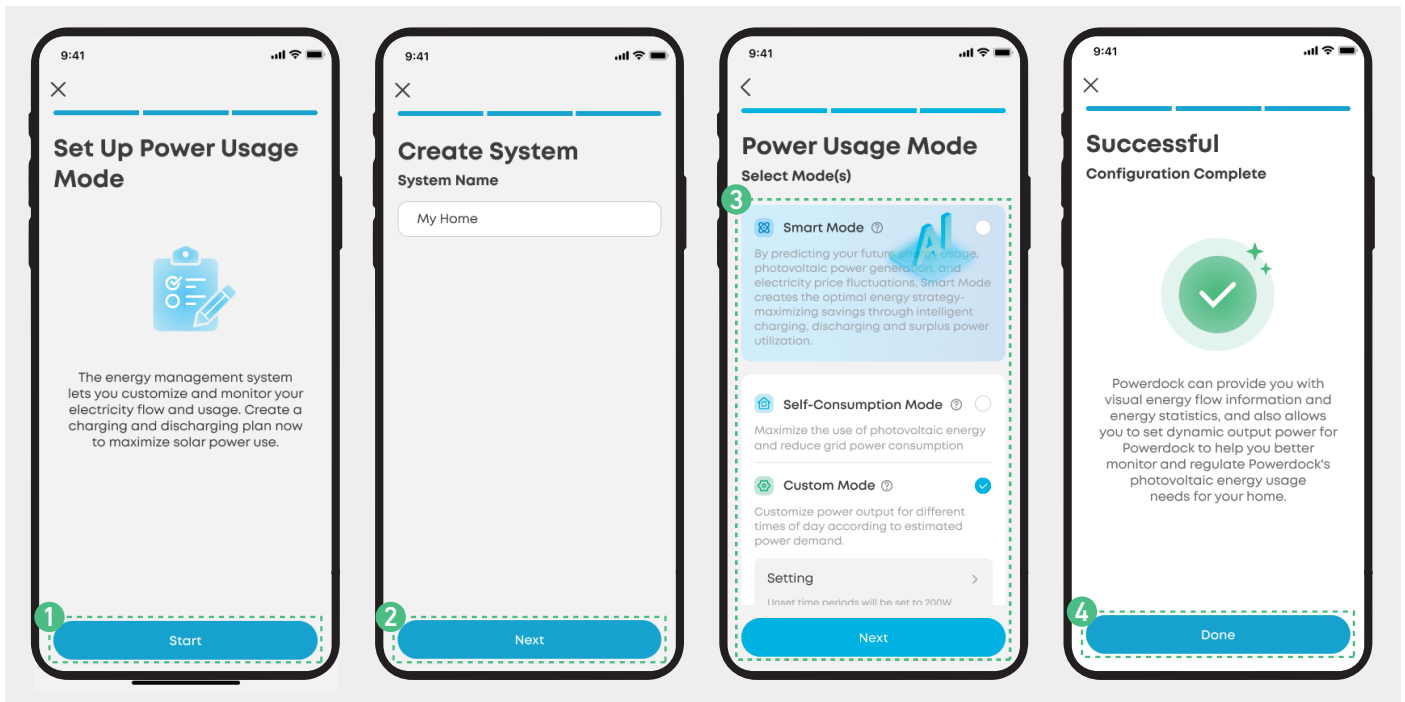 9:41
Set Up Power Usage
Mode
The energy management system
lets you customize and monitor your
electricity flow and usage. Create a
charging and discharging plan now
to maximize solar power use.
1
Start
9:41
Create System
System Name
My Home
2
Next
9:41
Power Usage Mode
Select Mode(s)
3
Smart Mode ?
AI
By predicting your future energy usage,
photovoltaic power generation, and
electricity price fluctuations, Smart Mode
creates the optimal energy strategy-
maximizing savings through intelligent
charging, discharging and surplus power
utilization.
Self-Consumption Mode ?
Maximize the use of photovoltaic energy
and reduce grid power consumption
Custom Mode ?
Customize power output for different
times of day according to estimated
power demand.
Setting
Unset time periods will be set to 200W
Next
9:41
Successful
Configuration Complete
Powerdock can provide you with
visual energy flow information and
energy statistics, and also allows
you to set dynamic output power for
Powerdock to help you better
monitor and regulate Powerdock's
photovoltaic energy usage
needs for your home.
4
Done